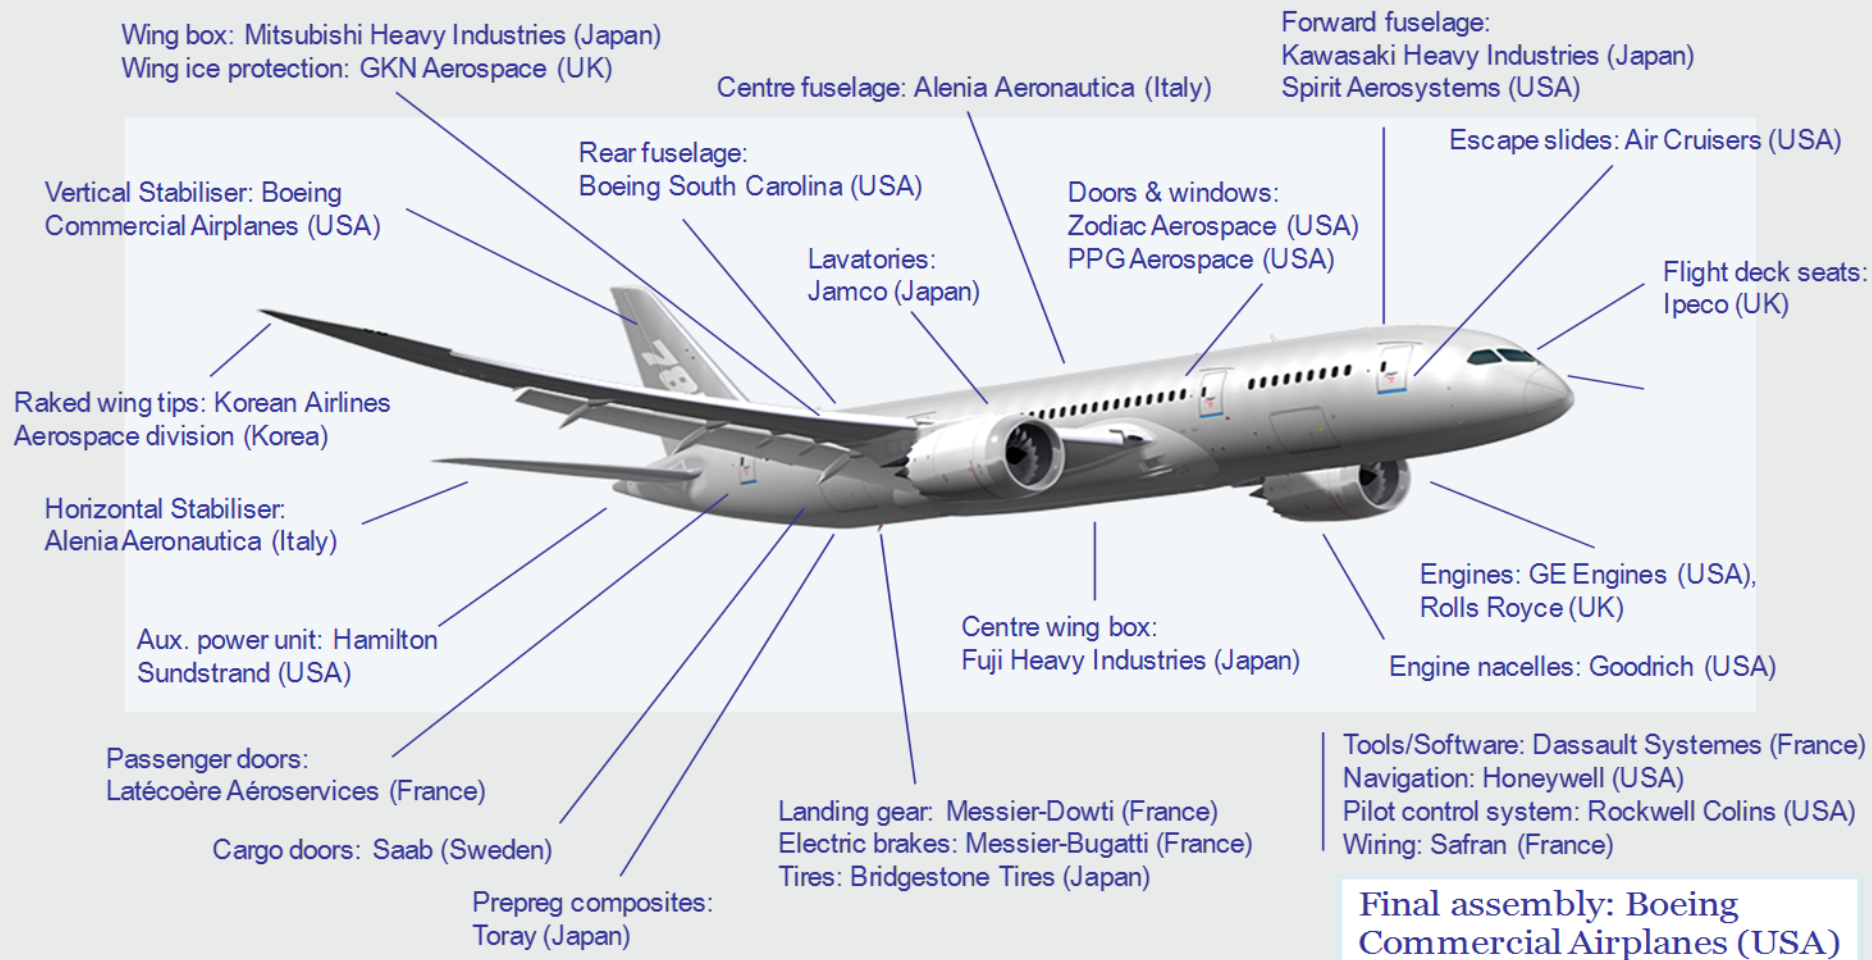 Wing box: Mitsubishi Heavy Industries (Japan)
Wing ice protection: GKN Aerospace (UK)
Forward fuselage:
Kawasaki Heavy Industries (Japan)
Spirit Aerosystems (USA)
Centre fuselage: Alenia Aeronautica (Italy)
Escape slides: Air Cruisers (USA)
Rear fuselage:
Boeing South Carolina (USA)
Vertical Stabiliser: Boeing
Commercial Airplanes (USA)
Doors & windows:
Zodiac Aerospace (USA)
PPG Aerospace (USA)
Lavatories:
Jamco (Japan)
Flight deck seats:
Ipeco (UK)
787
Raked wing tips: Korean Airlines
Aerospace division (Korea)
Horizontal Stabiliser:
Alenia Aeronautica (Italy)
Engines: GE Engines (USA),
Rolls Royce (UK)
Aux. power unit: Hamilton
Sundstrand (USA)
Centre wing box:
Fuji Heavy Industries (Japan)
Engine nacelles: Goodrich (USA)
Passenger doors:
Latécoère Aéroservices (France)
Cargo doors: Saab (Sweden)
Prepreg composites:
Toray (Japan)
Landing gear: Messier-Dowti (France)
Electric brakes: Messier-Bugatti (France)
Tires: Bridgestone Tires (Japan)
Tools/Software: Dassault Systemes (France)
Navigation: Honeywell (USA)
Pilot control system: Rockwell Colins (USA)
Wiring: Safran (France)
Final assembly: Boeing
Commercial Airplanes (USA)